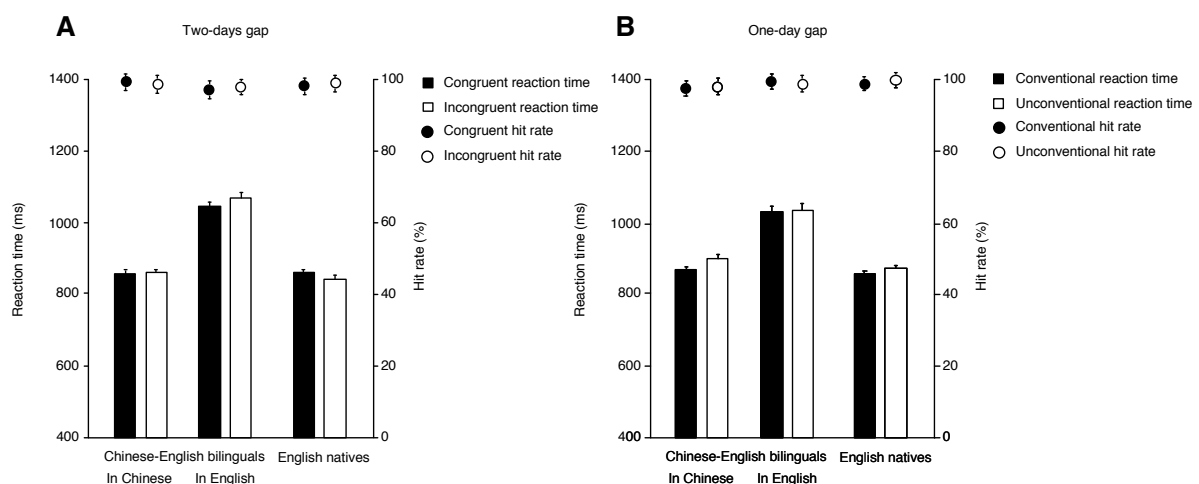 A
Two-days gap
1400
1200
1000
800
600
400
Reaction time (ms)
100
80
60
40
20
0
Hit rate (%)
Congruent reaction time
Incongruent reaction time
Congruent hit rate
Incongruent hit rate
Chinese-English bilinguals
English natives
In Chinese
In English
B
One-day gap
1400
1200
1000
800
600
400
Reaction time (ms)
100
80
60
40
20
0
Hit rate (%)
Conventional reaction time
Unconventional reaction time
Conventional hit rate
Unconventional hit rate
Chinese-English bilinguals
English natives
In Chinese
In English